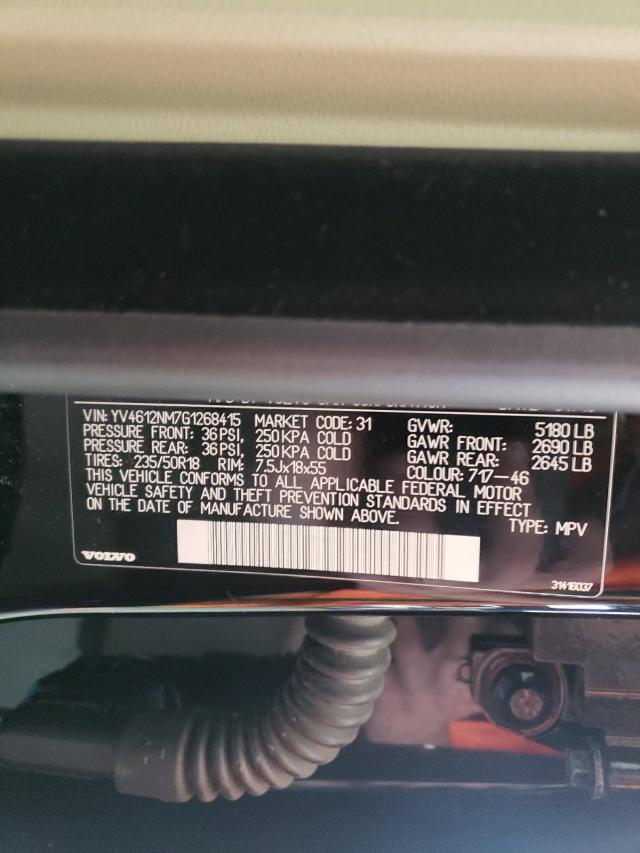 VIN: YV4612NM7G1268415 MARKET CODE: 31 GVWR: 5180 LB
PRESSURE FRONT: 36 PSI, 250 KPA COLD GAWR FRONT: 2690 LB
PRESSURE REAR: 36 PSI, 250 KPA COLD GAWR REAR: 2645 LB
TIRES: 235/50R18 RIM: 7,5Jx18x55 COLOUR: 717-46
THIS VEHICLE CONFORMS TO ALL APPLICABLE FEDERAL MOTOR
VEHICLE SAFETY AND THEFT PREVENTION STANDARDS IN EFFECT
ON THE DATE OF MANUFACTURE SHOWN ABOVE. TYPE: MPV
VOLVO
31416037